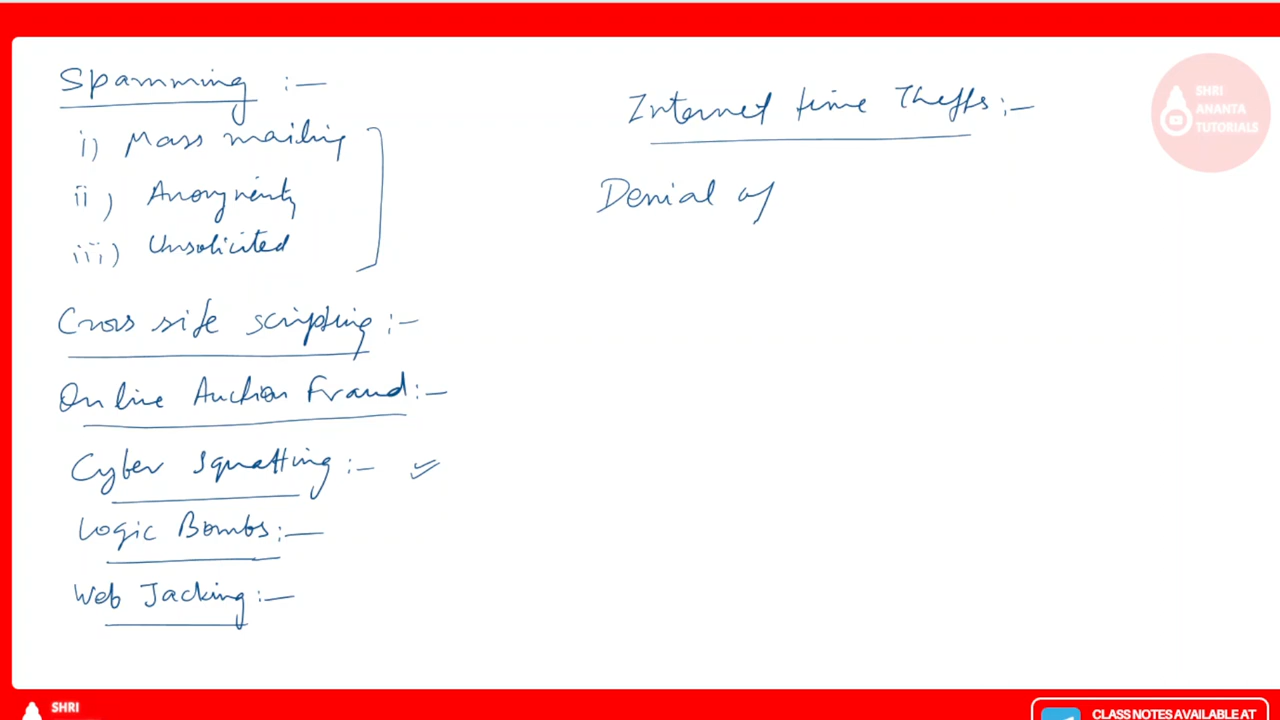 Spamming :-
i) Mass mailing
ii) Anonymity
iii) Unsolicited
Cross site scripting :-
Online Auction Fraud :-
Cyber Squatting :-
Logic Bombs :-
Web Jacking :-
Internet time Thefts :-
Denial of
SHRI
ANANTA
TUTORIALS
SHRI
CLASS NOTES AVAILABLE AT